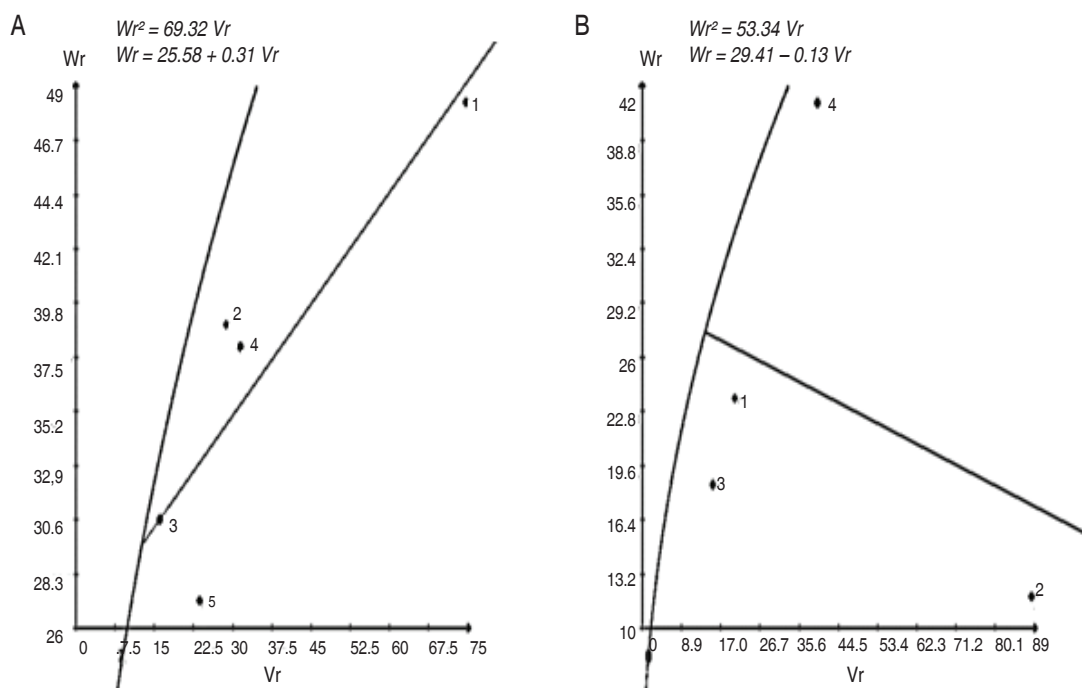 A
Wr² = 69.32 Vr
Wr = 25.58 + 0.31 Vr
Wr
49
46.7
44.4
42.1
39.8
37.5
35.2
32.9
30.6
28.3
26
1
2
4
3
5
0 7.5 15 22.5 30 37.5 45 52.5 60 67.5 75
Vr
B
Wr² = 53.34 Vr
Wr = 29.41 – 0.13 Vr
Wr
42
38.8
35.6
32.4
29.2
26
22.8
19.6
16.4
13.2
10
4
1
3
2
0 8.9 17.0 26.7 35.6 44.5 53.4 62.3 71.2 80.1 89
Vr